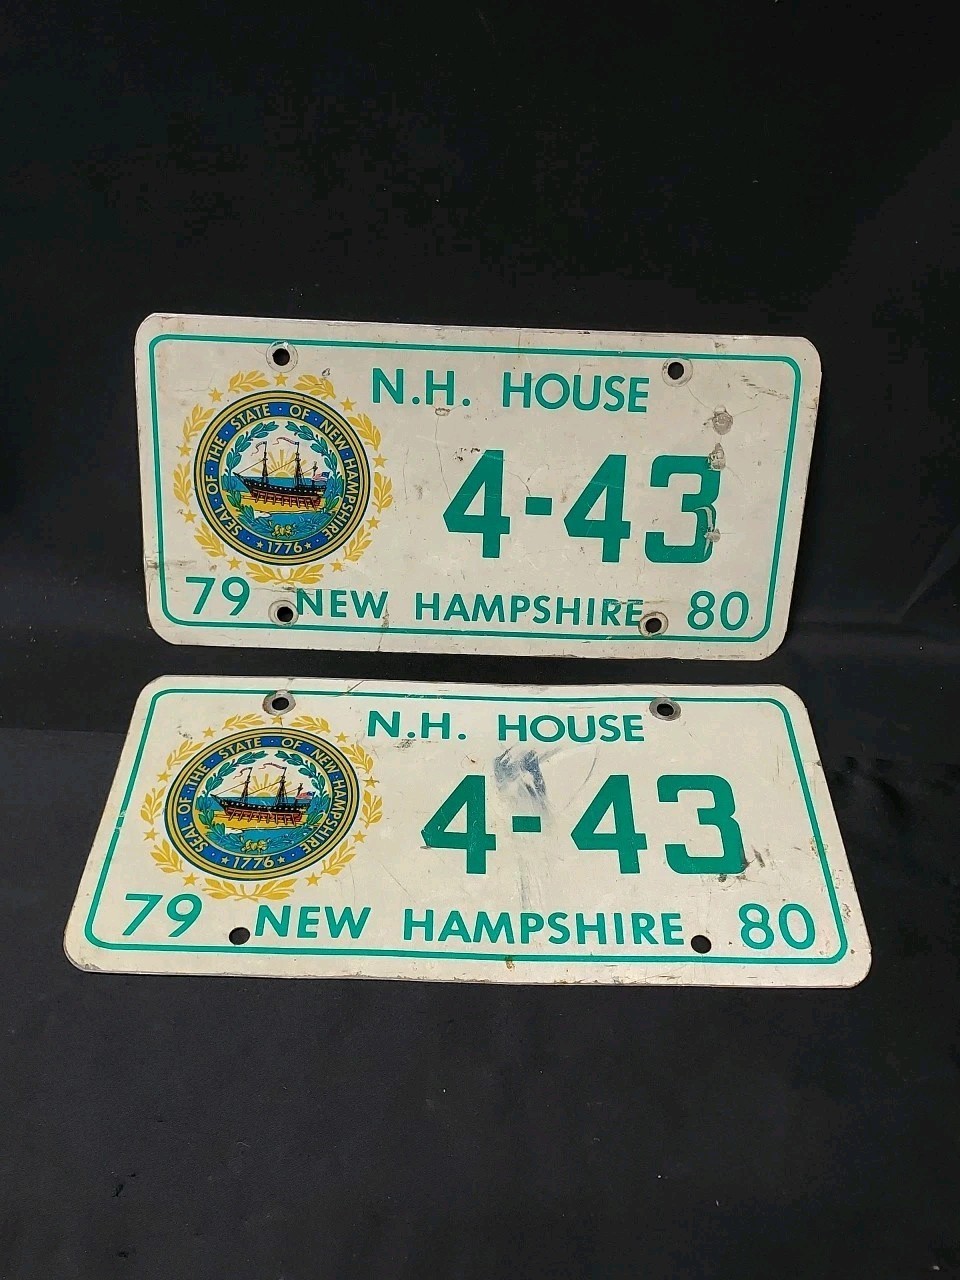 N.H. HOUSE
SEAL · OF · THE · STATE · OF · NEW · HAMPSHIRE
★ 1776 ★
4-43
79 NEW HAMPSHIRE 80
N.H. HOUSE
SEAL · OF · THE · STATE · OF · NEW · HAMPSHIRE
★ 1776 ★
4-43
79 NEW HAMPSHIRE 80